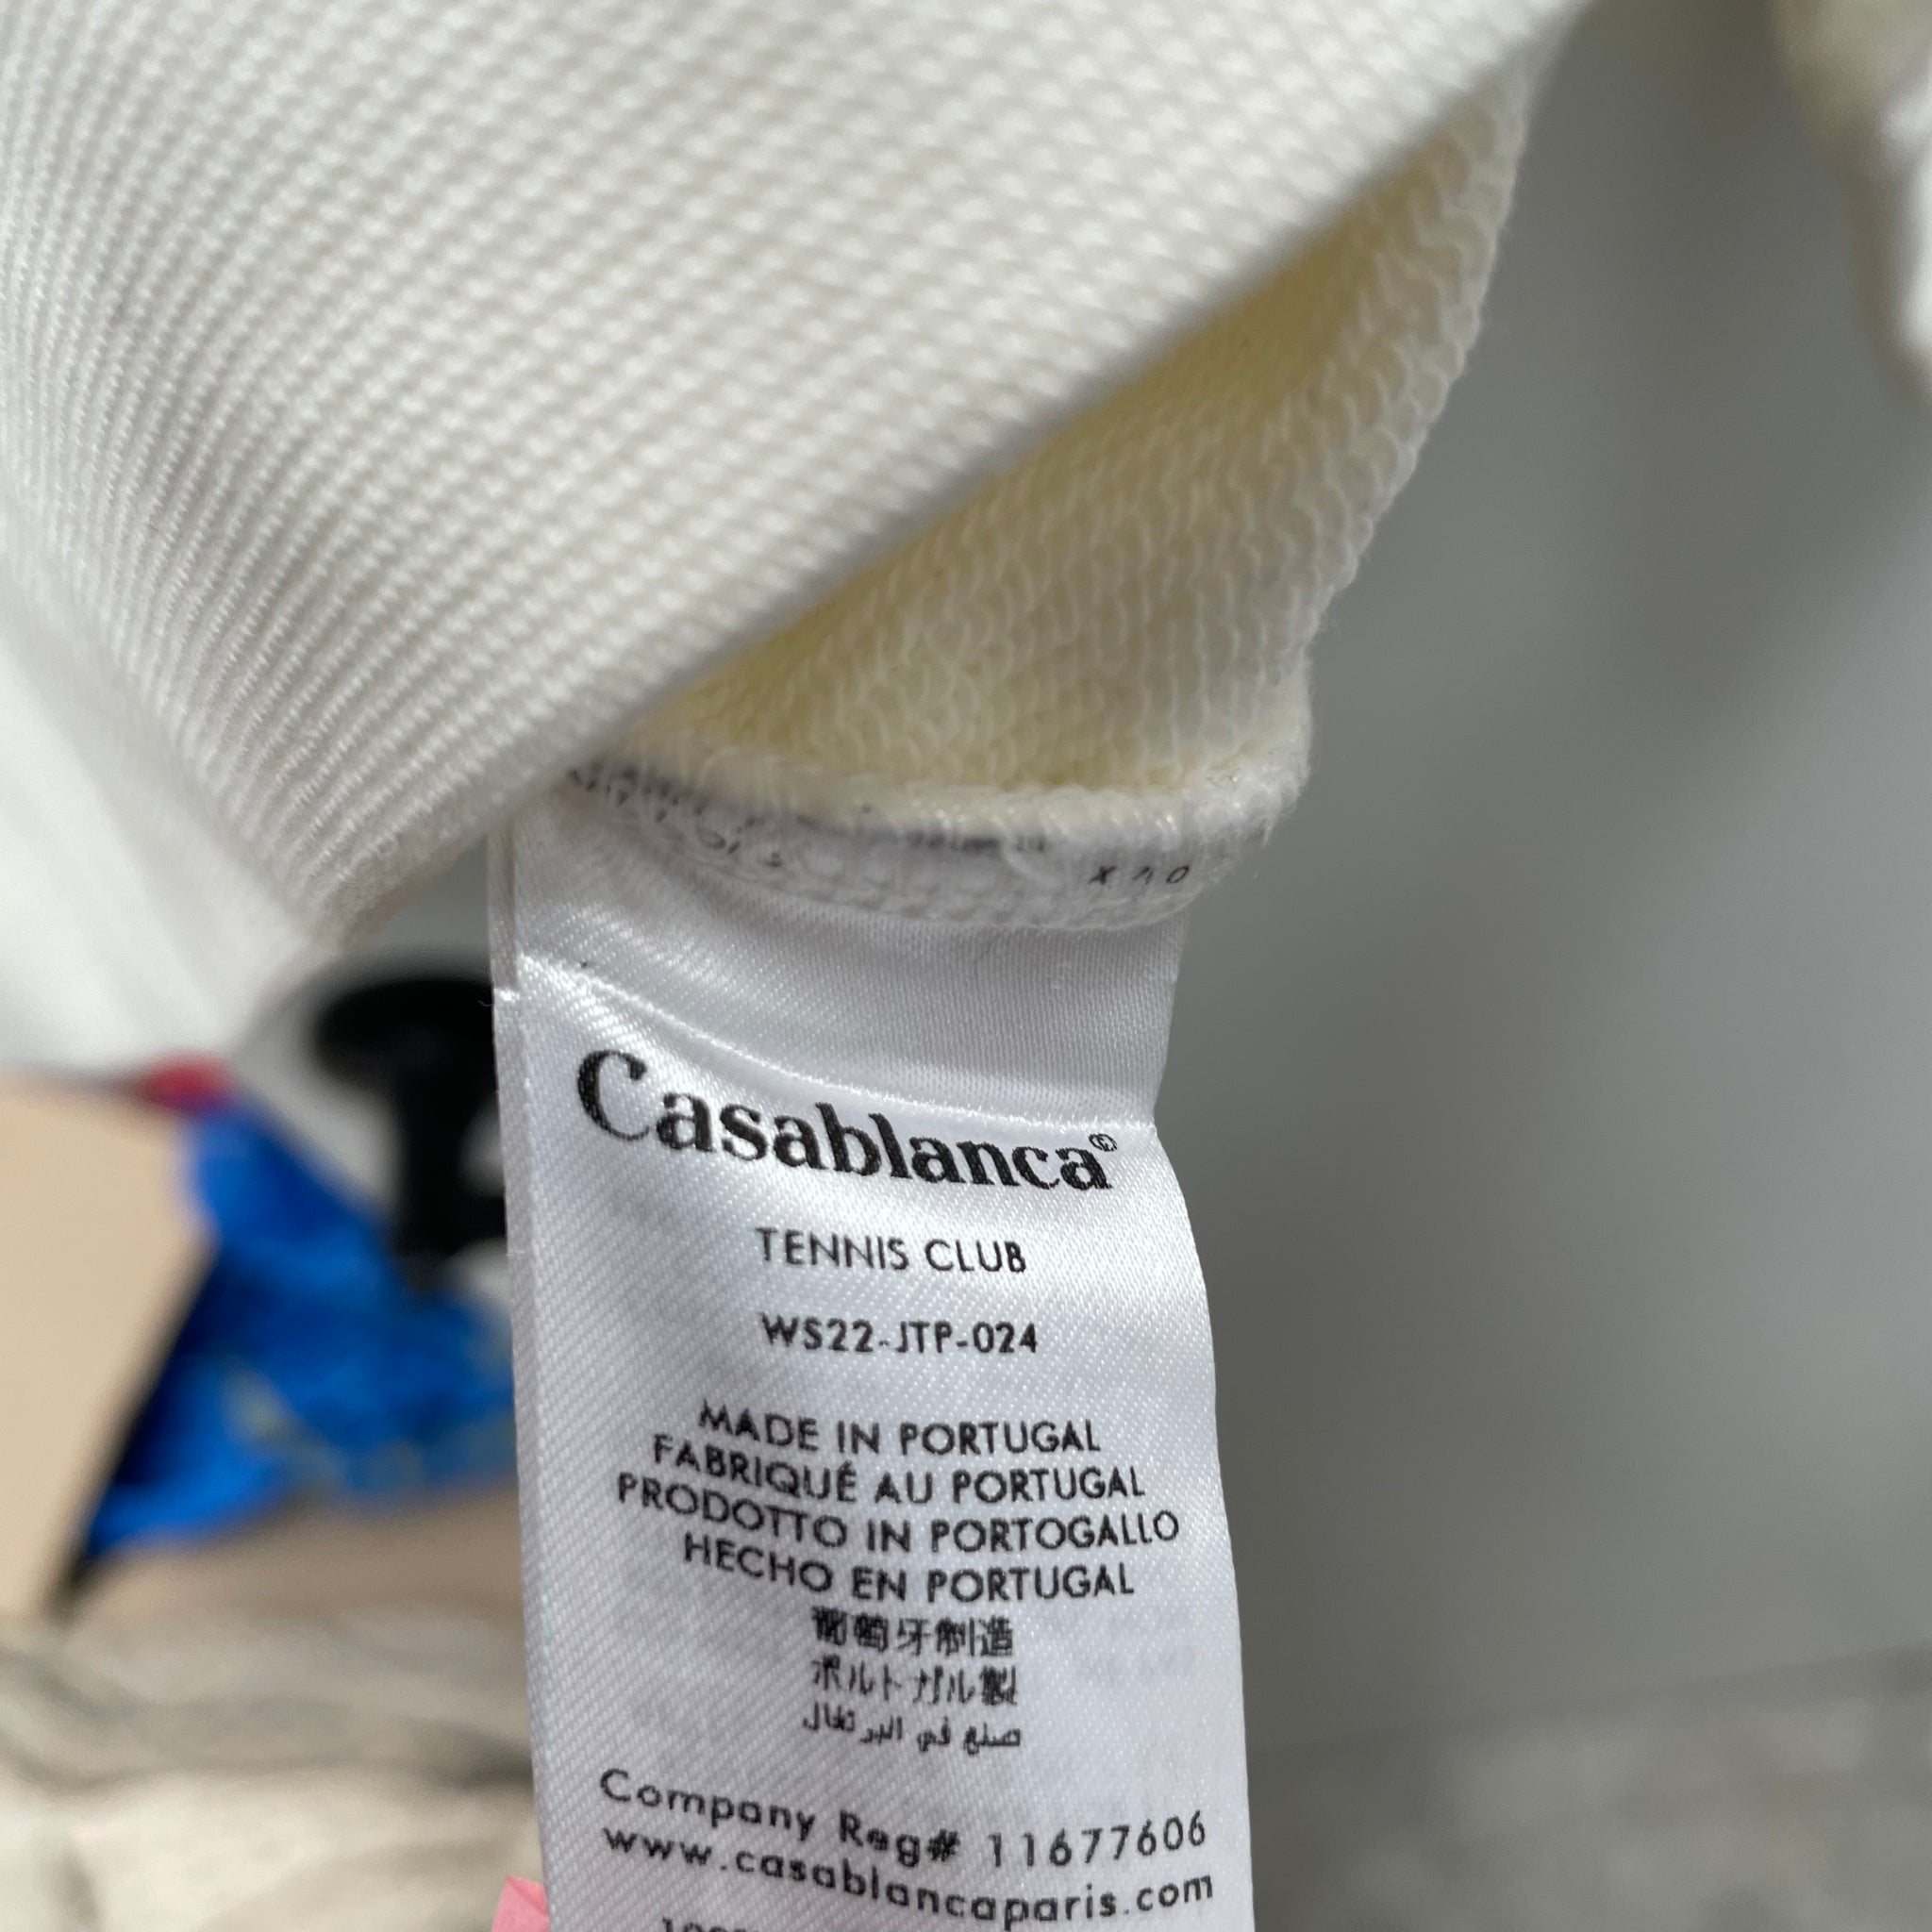 Casablanca©
TENNIS CLUB
WS22-JTP-024
MADE IN PORTUGAL
FABRIQUÉ AU PORTUGAL
PRODOTTO IN PORTOGALLO
HECHO EN PORTUGAL
葡萄牙制造
ポルトガル製
صنع في البرتغال
Company Reg# 11677606
www.casablancaparis.com